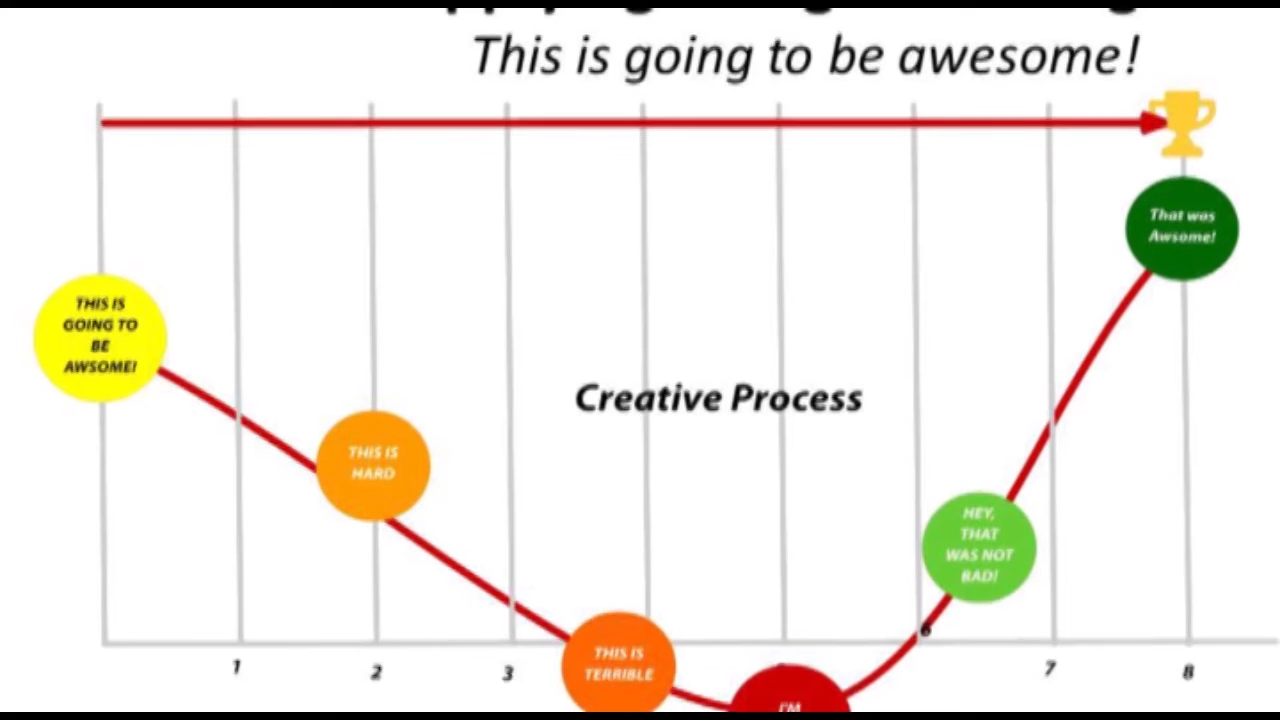 This is going to be awesome!
That was
Awsome!
THIS IS
GOING TO
BE
AWSOME!
Creative Process
THIS IS
HARD
HEY,
THAT
WAS NOT
BAD!
6
THIS IS
TERRIBLE
I'M
1
2
3
7
8